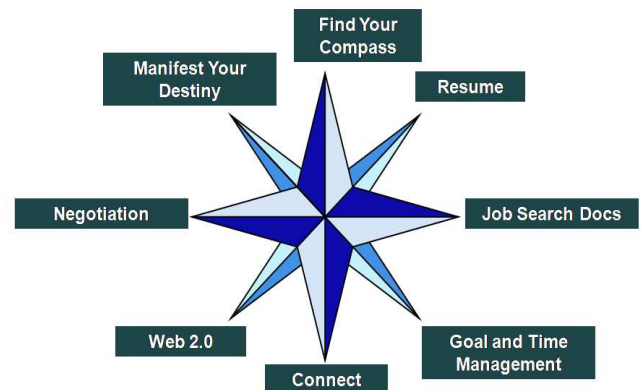 Find Your
Compass
Manifest Your
Destiny
Resume
Negotiation
Job Search Docs
Web 2.0
Goal and Time
Management
Connect